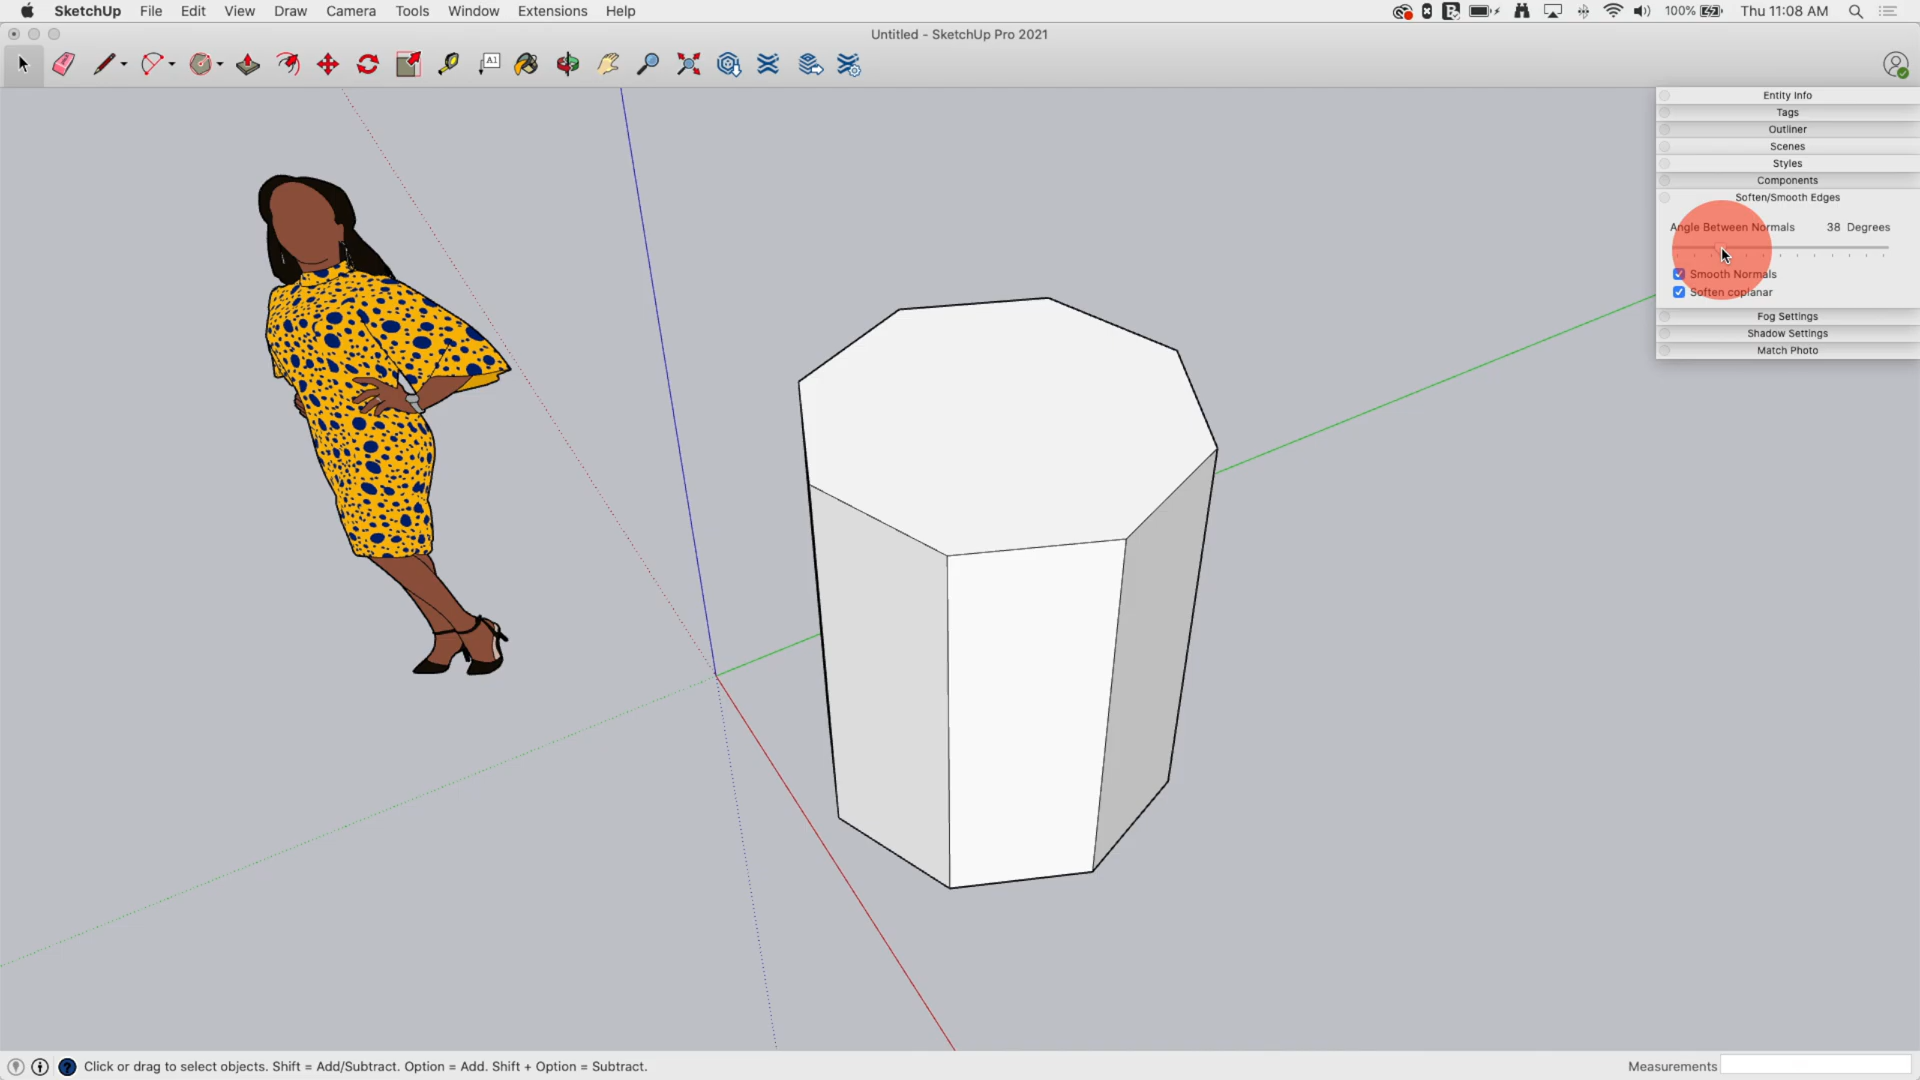 SketchUp File Edit View Draw Camera Tools Window Extensions Help 100% Thu 11:08 AM
Untitled - SketchUp Pro 2021
A1
Entity Info
Tags
Outliner
Scenes
Styles
Components
Soften/Smooth Edges
Angle Between Normals 38 Degrees
Smooth Normals
Soften coplanar
Fog Settings
Shadow Settings
Match Photo
Click or drag to select objects. Shift = Add/Subtract. Option = Add. Shift + Option = Subtract. Measurements